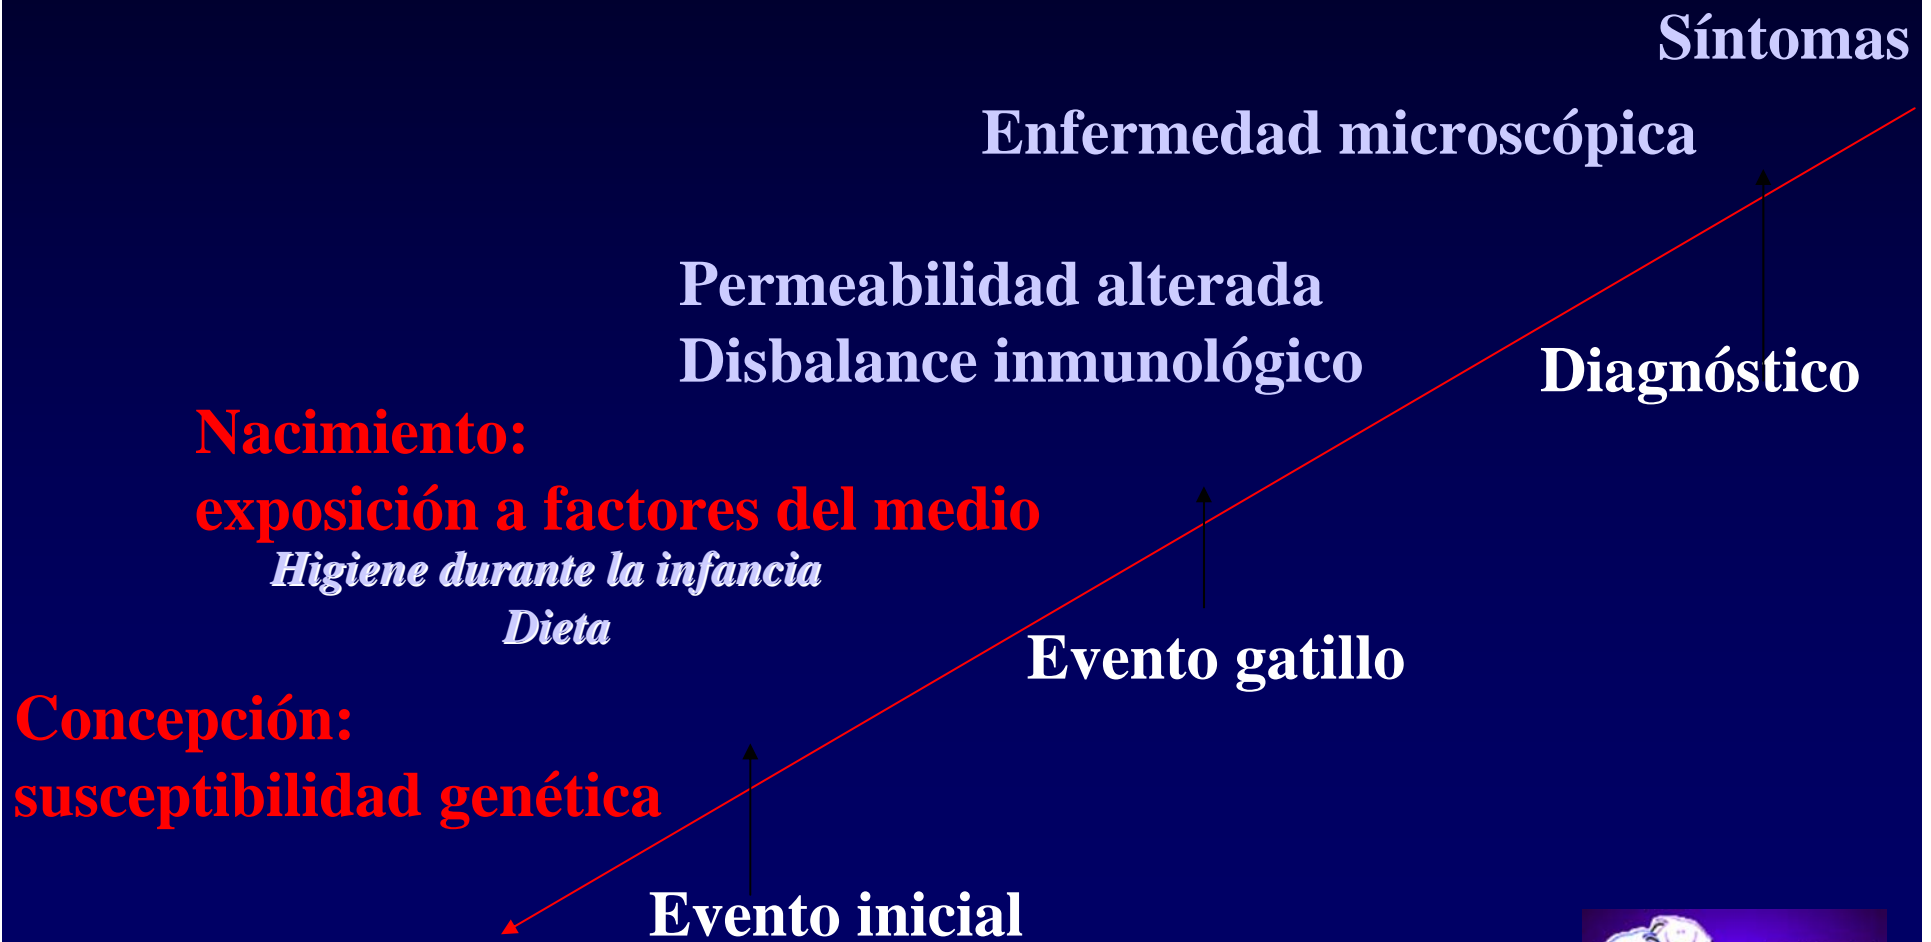 Síntomas
Enfermedad microscópica
Permeabilidad alterada
Disbalance inmunológico
Diagnóstico
Nacimiento:
exposición a factores del medio
Higiene durante la infancia
Dieta
Evento gatillo
Concepción:
susceptibilidad genética
Evento inicial